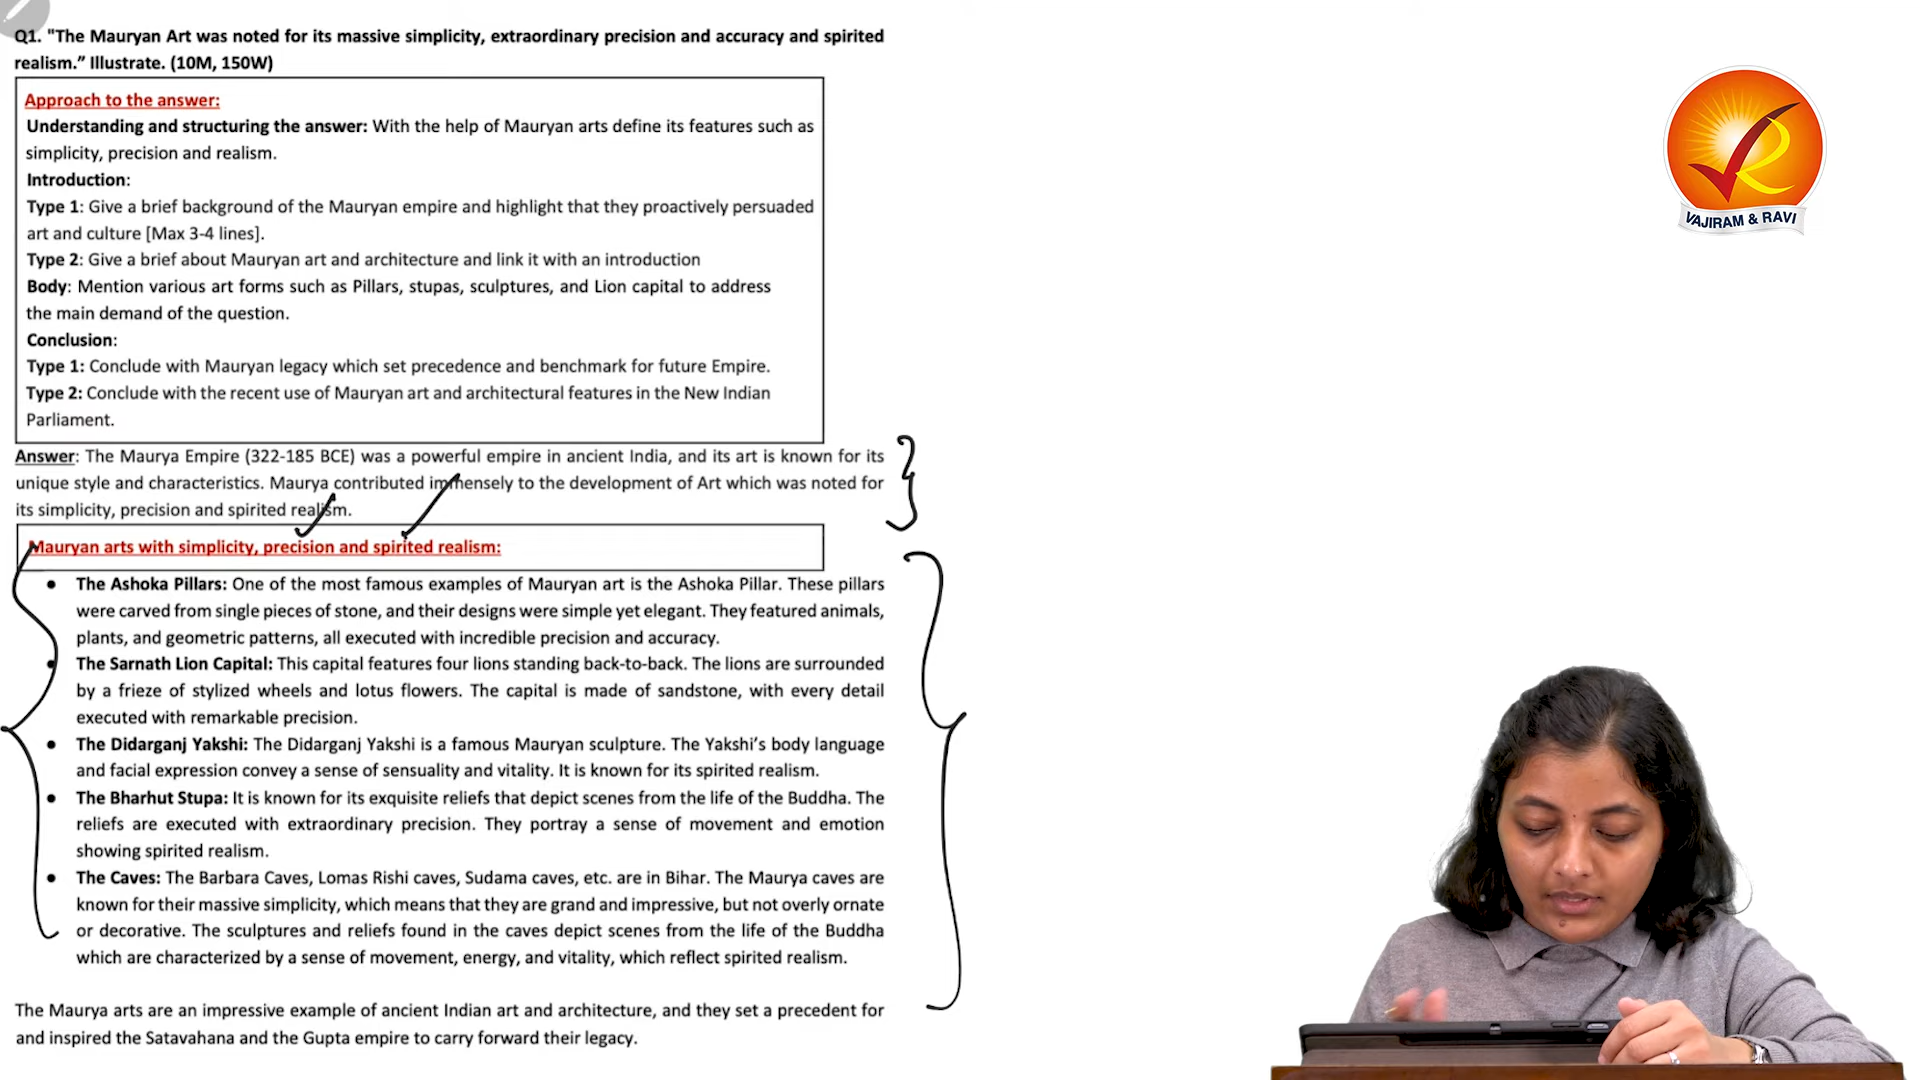 Q1. "The Mauryan Art was noted for its massive simplicity, extraordinary precision and accuracy and spirited
realism.” Illustrate. (10M, 150W)
Approach to the answer:
Understanding and structuring the answer: With the help of Mauryan arts define its features such as
simplicity, precision and realism.
Introduction:
Type 1: Give a brief background of the Mauryan empire and highlight that they proactively persuaded
art and culture [Max 3-4 lines].
Type 2: Give a brief about Mauryan art and architecture and link it with an introduction
Body: Mention various art forms such as Pillars, stupas, sculptures, and Lion capital to address
the main demand of the question.
Conclusion:
Type 1: Conclude with Mauryan legacy which set precedence and benchmark for future Empire.
Type 2: Conclude with the recent use of Mauryan art and architectural features in the New Indian
Parliament.
Answer: The Maurya Empire (322-185 BCE) was a powerful empire in ancient India, and its art is known for its
unique style and characteristics. Maurya contributed immensely to the development of Art which was noted for
its simplicity, precision and spirited realism.
Mauryan arts with simplicity, precision and spirited realism:
• The Ashoka Pillars: One of the most famous examples of Mauryan art is the Ashoka Pillar. These pillars
were carved from single pieces of stone, and their designs were simple yet elegant. They featured animals,
plants, and geometric patterns, all executed with incredible precision and accuracy.
• The Sarnath Lion Capital: This capital features four lions standing back-to-back. The lions are surrounded
by a frieze of stylized wheels and lotus flowers. The capital is made of sandstone, with every detail
executed with remarkable precision.
• The Didarganj Yakshi: The Didarganj Yakshi is a famous Mauryan sculpture. The Yakshi’s body language
and facial expression convey a sense of sensuality and vitality. It is known for its spirited realism.
• The Bharhut Stupa: It is known for its exquisite reliefs that depict scenes from the life of the Buddha. The
reliefs are executed with extraordinary precision. They portray a sense of movement and emotion
showing spirited realism.
• The Caves: The Barbara Caves, Lomas Rishi caves, Sudama caves, etc. are in Bihar. The Maurya caves are
known for their massive simplicity, which means that they are grand and impressive, but not overly ornate
or decorative. The sculptures and reliefs found in the caves depict scenes from the life of the Buddha
which are characterized by a sense of movement, energy, and vitality, which reflect spirited realism.
The Maurya arts are an impressive example of ancient Indian art and architecture, and they set a precedent for
and inspired the Satavahana and the Gupta empire to carry forward their legacy.
VAJIRAM & RAVI